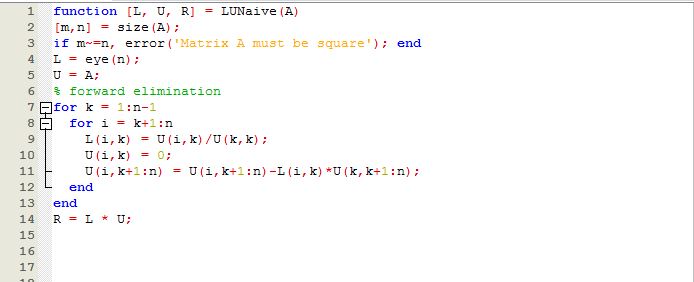 1 function [L, U, R] = LUNaive(A)
2 [m,n] = size(A);
3 if m~=n, error('Matrix A must be square'); end
4 L = eye(n);
5 U = A;
6 % forward elimination
7 for k = 1:n-1
8 for i = k+1:n
9 L(i,k) = U(i,k)/U(k,k);
10 U(i,k) = 0;
11 U(i,k+1:n) = U(i,k+1:n)-L(i,k)*U(k,k+1:n);
12 end
13 end
14 R = L * U;
15
16
17